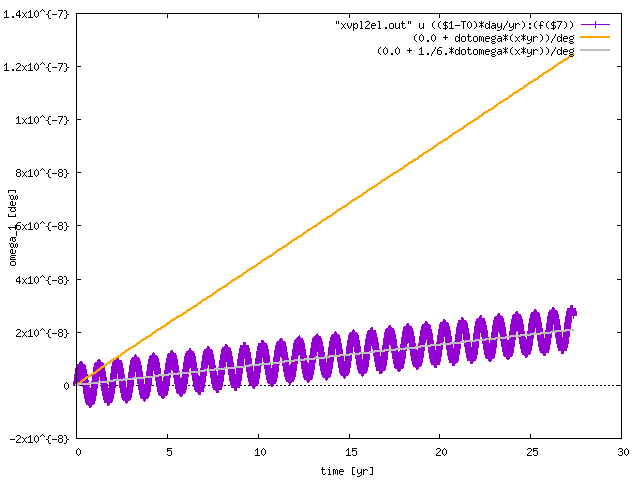 1.4x10^{-7}
"xvpl2el.out" u (($1-T0)*day/yr):(f($7))
(0.0 + dotomega*(x*yr))/deg
(0.0 + 1./6.*dotomega*(x*yr))/deg
1.2x10^{-7}
1x10^{-7}
8x10^{-8}
6x10^{-8}
omega_1 [deg]
4x10^{-8}
2x10^{-8}
0
-2x10^{-8}
0 5 10 15 20 25 30
time [yr]